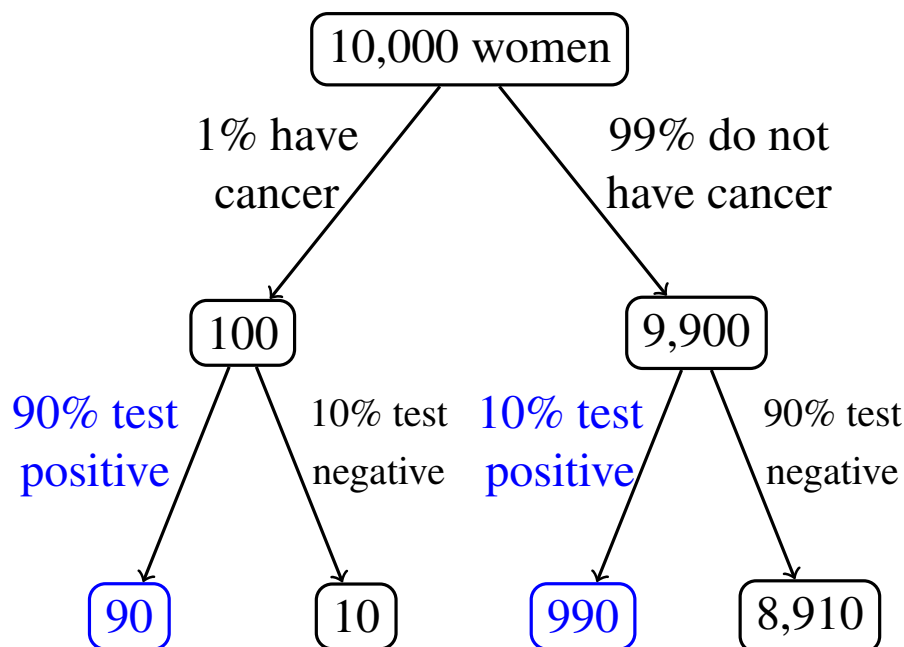 10,000 women
1% have
cancer
99% do not
have cancer
100
9,900
90% test
positive
10% test
negative
10% test
positive
90% test
negative
90
10
990
8,910